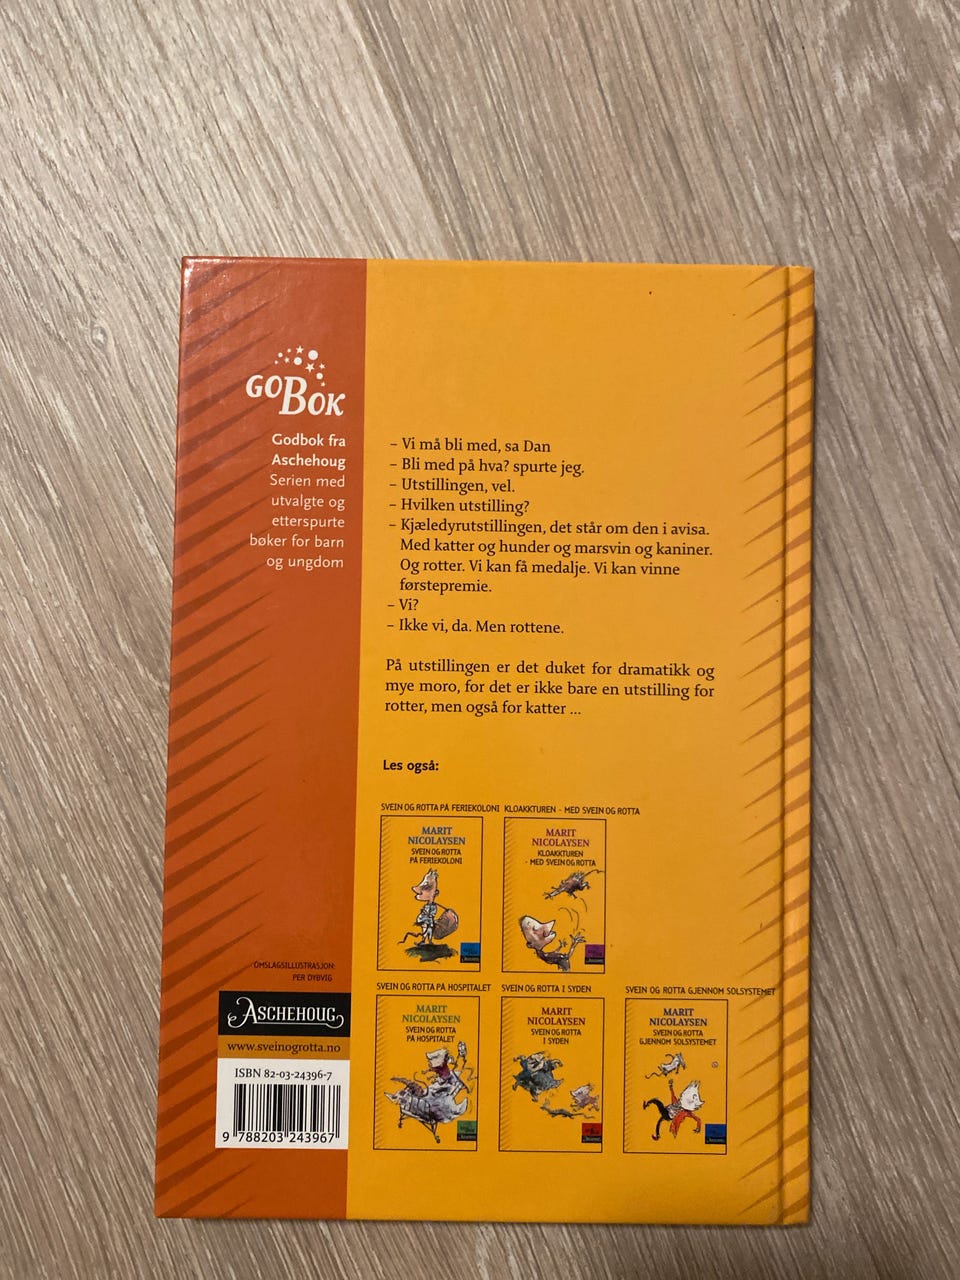 GoBok
Godbok fra
Aschehoug
Serien med
utvalgte og
etterspurte
bøker for barn
og ungdom
– Vi må bli med, sa Dan
– Bli med på hva? spurte jeg.
– Utstillingen, vel.
– Hvilken utstilling?
– Kjæledyrutstillingen, det står om den i avisa.
Med katter og hunder og marsvin og kaniner.
Og rotter. Vi kan få medalje. Vi kan vinne
førstepremie.
– Vi?
– Ikke vi, da. Men rottene.
På utstillingen er det duket for dramatikk og
mye moro, for det er ikke bare en utstilling for
rotter, men også for katter ...
Les også:
SVEIN OG ROTTA PÅ FERIEKOLONI
MARIT
NICOLAYSEN
SVEIN OG ROTTA
PÅ FERIEKOLONI
KLOAKKTUREN - MED SVEIN OG ROTTA
MARIT
NICOLAYSEN
KLOAKKTUREN
- MED SVEIN OG ROTTA
SVEIN OG ROTTA PÅ HOSPITALET
MARIT
NICOLAYSEN
SVEIN OG ROTTA
PÅ HOSPITALET
SVEIN OG ROTTA I SYDEN
MARIT
NICOLAYSEN
SVEIN OG ROTTA
I SYDEN
SVEIN OG ROTTA GJENNOM SOLSYSTEMET
MARIT
NICOLAYSEN
SVEIN OG ROTTA
GJENNOM SOLSYSTEMET
OMSLAGSILLUSTRASJON:
PER DYBVIG
ASCHEHOUG
www.sveinogrotta.no
ISBN 82-03-24396-7
9 788203 243967